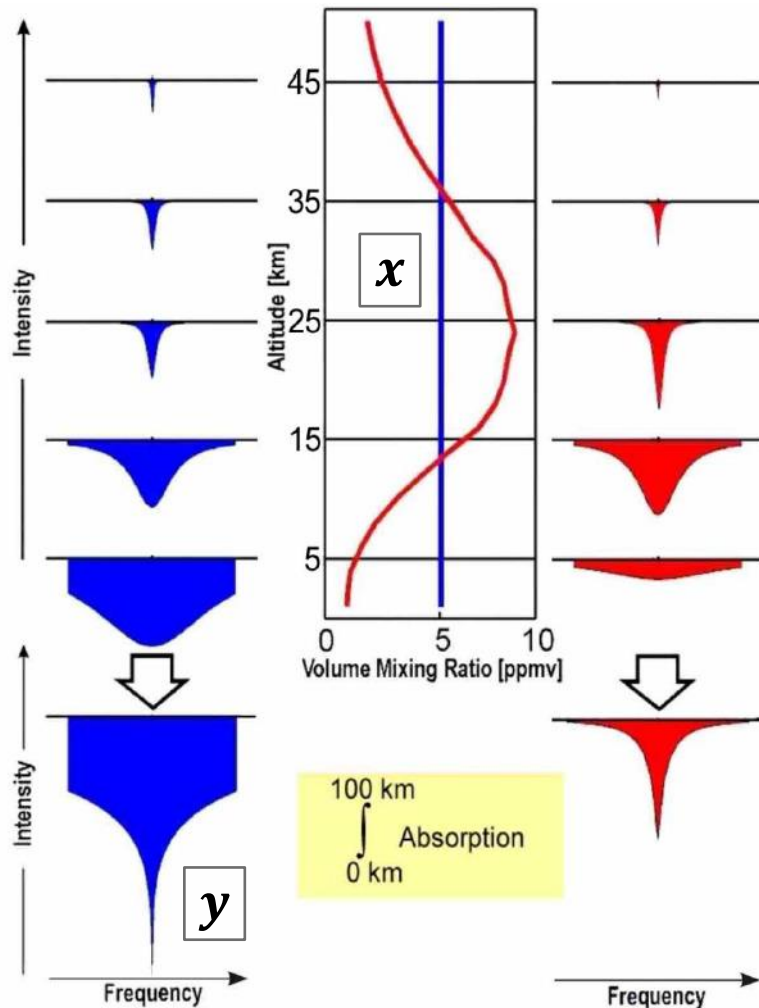 Intensity
Altitude [km]
45
35
25
15
5
x
0
5
10
Volume Mixing Ratio [ppmv]
Intensity
100 km
∫ Absorption
0 km
y
Frequency
Frequency